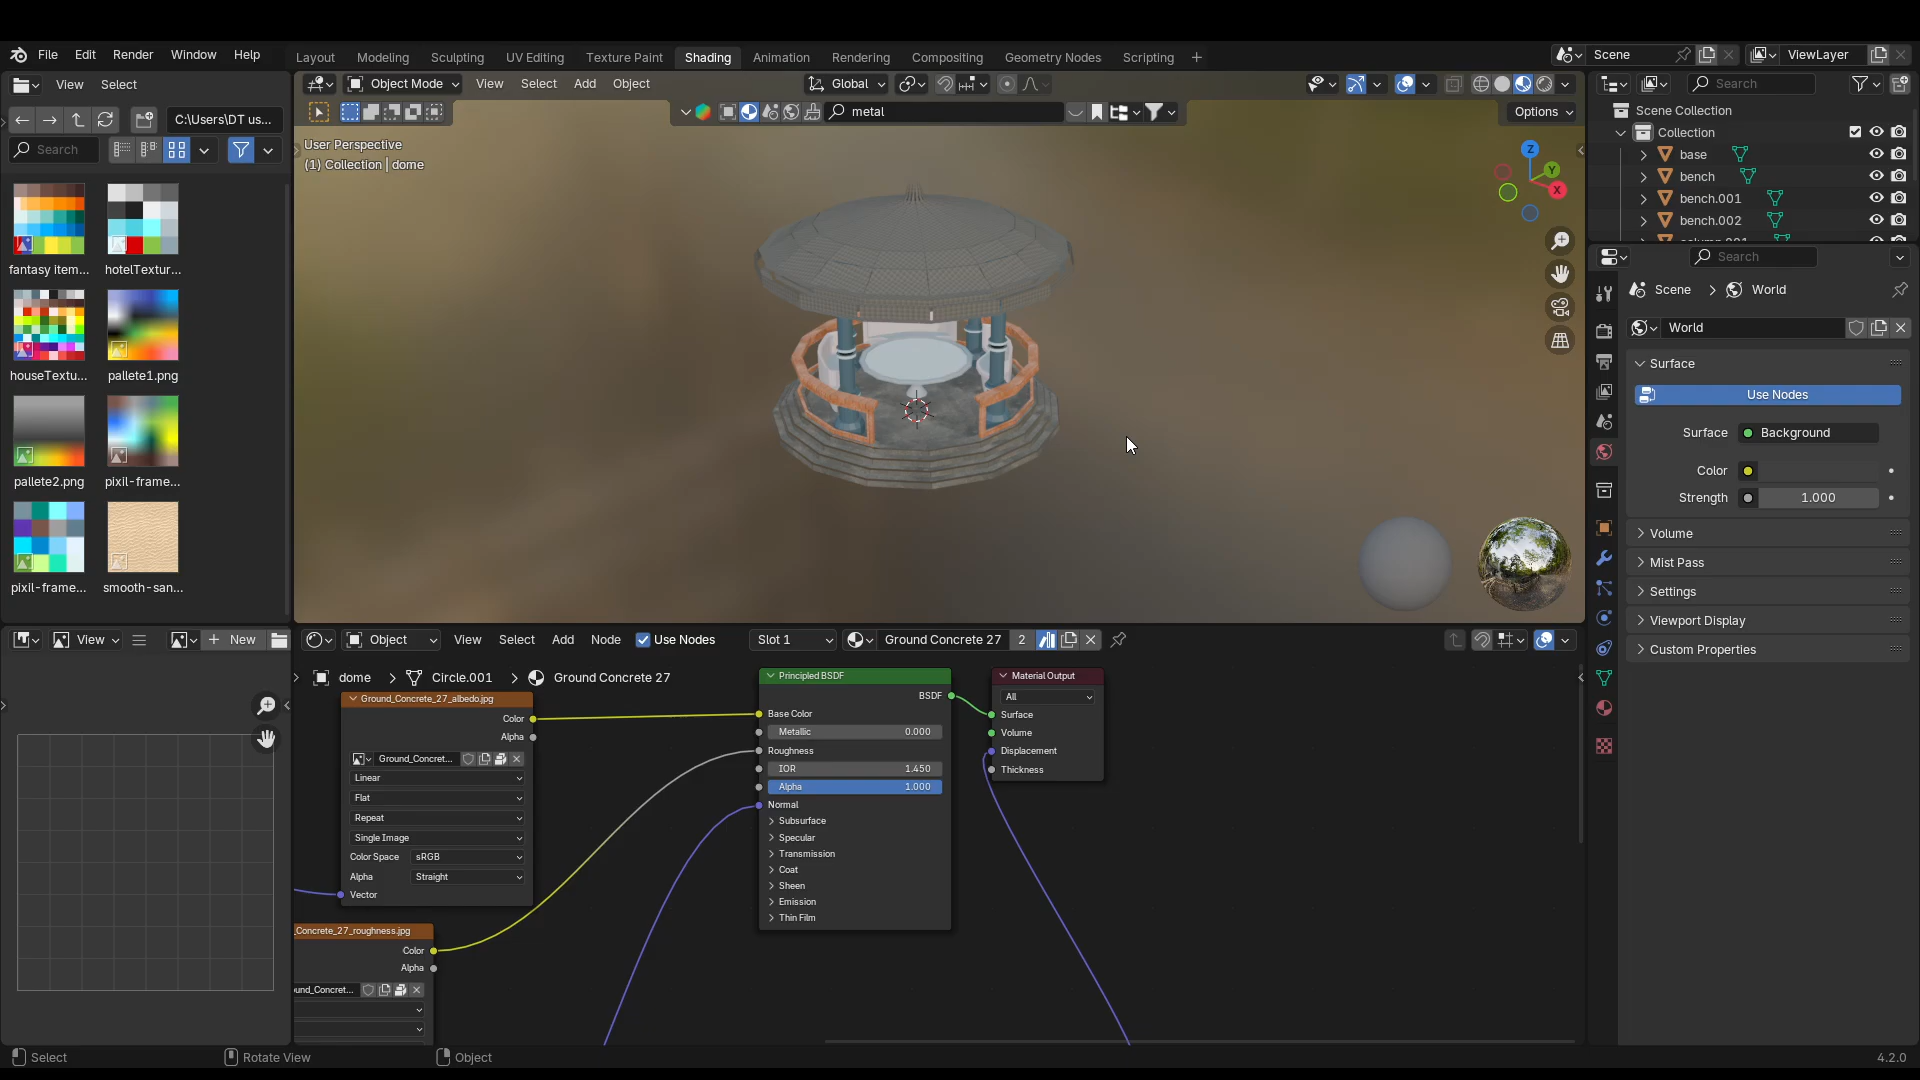 File Edit Render Window Help
Layout Modeling Sculpting UV Editing Texture Paint Shading Animation Rendering Compositing Geometry Nodes Scripting +
Scene
ViewLayer
View Select
C:\Users\DT us...
Search
fantasy item...
hotelTextur...
houseTextu...
pallete1.png
pallete2.png
pixil-frame...
pixil-frame...
smooth-san...
Object Mode View Select Add Object
Global
metal
Options
User Perspective
(1) Collection | dome
Z
Y
X
Search
Scene Collection
Collection
base
bench
bench.001
bench.002
Search
Scene > World
World
Surface
Use Nodes
Surface Background
Color
Strength 1.000
Volume
Mist Pass
Settings
Viewport Display
Custom Properties
View
+ New
Object View Select Add Node Use Nodes
Slot 1
Ground Concrete 27 2
dome > Circle.001 > Ground Concrete 27
Ground_Concrete_27_albedo.jpg
Color
Alpha
Ground_Concret...
Linear
Flat
Repeat
Single Image
Color Space sRGB
Alpha Straight
Vector
_Concrete_27_roughness.jpg
Color
Alpha
und_Concret...
Principled BSDF
BSDF
Base Color
Metallic 0.000
Roughness
IOR 1.450
Alpha 1.000
Normal
Subsurface
Specular
Transmission
Coat
Sheen
Emission
Thin Film
Material Output
All
Surface
Volume
Displacement
Thickness
Select
Rotate View
Object
4.2.0